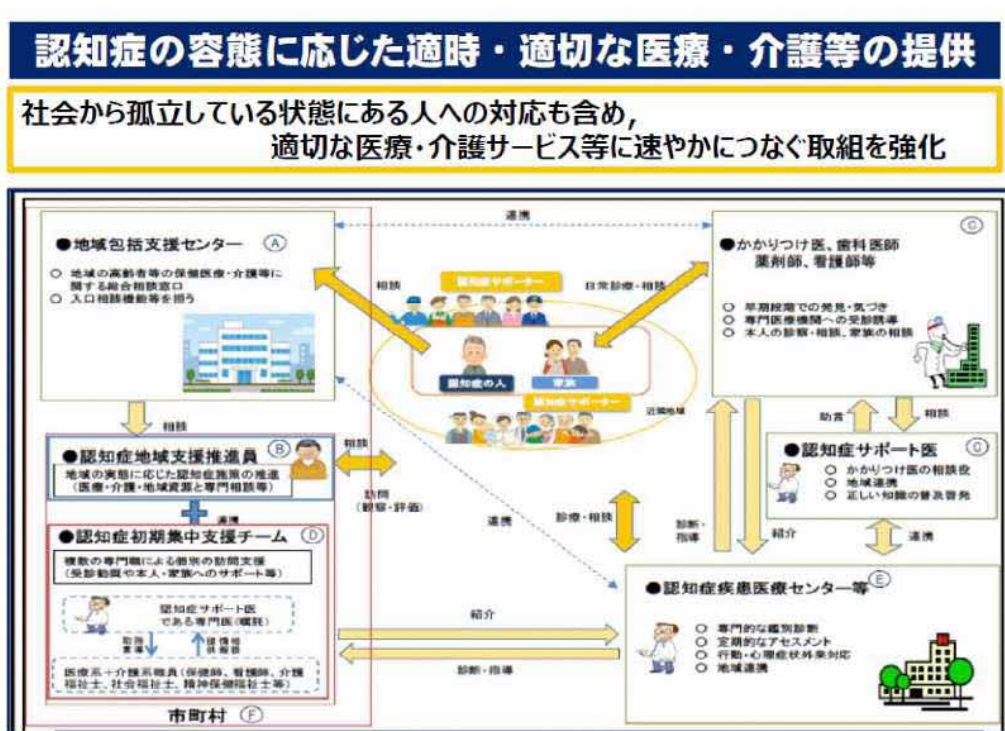 認知症の容態に応じた適時・適切な医療・介護等の提供
社会から孤立している状態にある人への対応も含め,
適切な医療・介護サービス等に速やかにつなぐ取組を強化
連携
●地域包括支援センター Ⓐ
○ 地域の高齢者等の保健医療・介護等に
関する総合相談窓口
○ 入口相談機能等を担う
相談
認知症サポーター
日常診療・相談
認知症の人
家族
認知症サポーター
近隣地域
Ⓒ
●かかりつけ医、歯科医師
薬剤師、看護師等
○ 早期段階での発見・気づき
○ 専門医療機関への受診誘導
○ 本人の診察・相談、家族の相談
相談
助言
相談
●認知症地域支援推進員 Ⓑ
地域の実態に応じた認知症施策の推進
(医療・介護・地域資源と専門相談等)
相談
訪問
(観察・評価)
連携
●認知症サポート医
○ かかりつけ医の相談役
○ 地域連携
○ 正しい知識の普及啓発
連携
診療・相談
診断・
指導
紹介
連携
●認知症初期集中支援チーム Ⓓ
複数の専門職による個別の訪問支援
(受診勧奨や本人・家族へのサポート等)
認知症サポート医
である専門医(嘱託)
医療系+介護系職員(保健師、看護師、介護
福祉士、社会福祉士、精神保健福祉士等)
紹介
診断・指導
●認知症疾患医療センター等 Ⓔ
○ 専門的な鑑別診断
○ 定期的なアセスメント
○ 行動・心理症状外来対応
○ 地域連携
市町村 Ⓕ